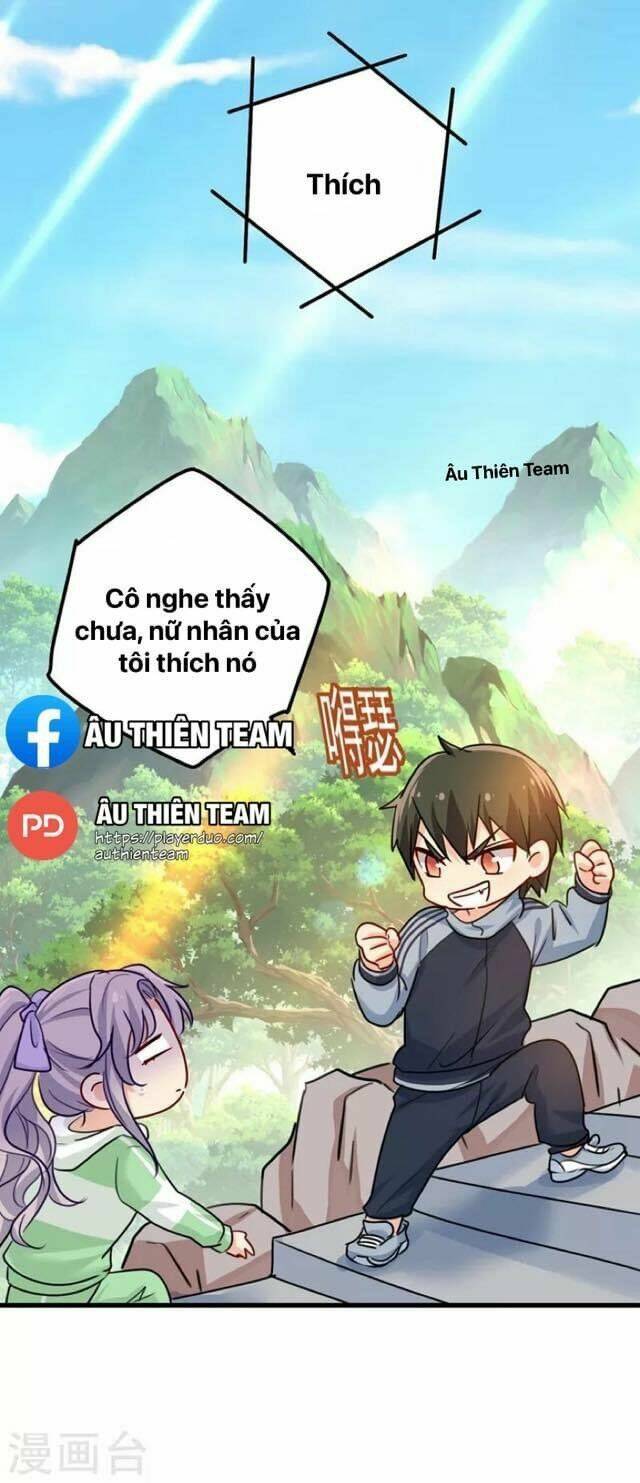 Thích
Âu Thiên Team
Cô nghe thấy
chưa, nữ nhân của
tôi thích nó
ÂU THIÊN TEAM
嘚瑟
PD
ÂU THIÊN TEAM
https://playerduo.com/
authienteam
漫画台